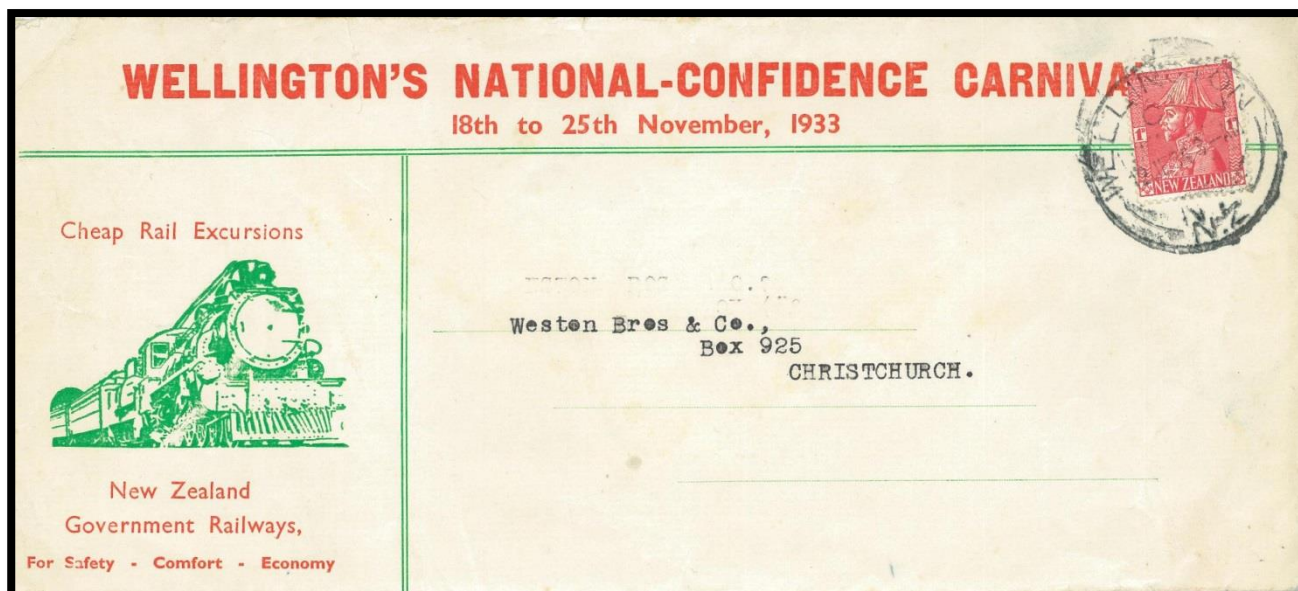 WELLINGTON'S NATIONAL-CONFIDENCE CARNIVA
18th to 25th November, 1933
WELLIN
NEW ZEALAND
N.Z
Cheap Rail Excursions
Weston Bros & Co.,
Box 925
CHRISTCHURCH.
New Zealand
Government Railways,
For Safety - Comfort - Economy